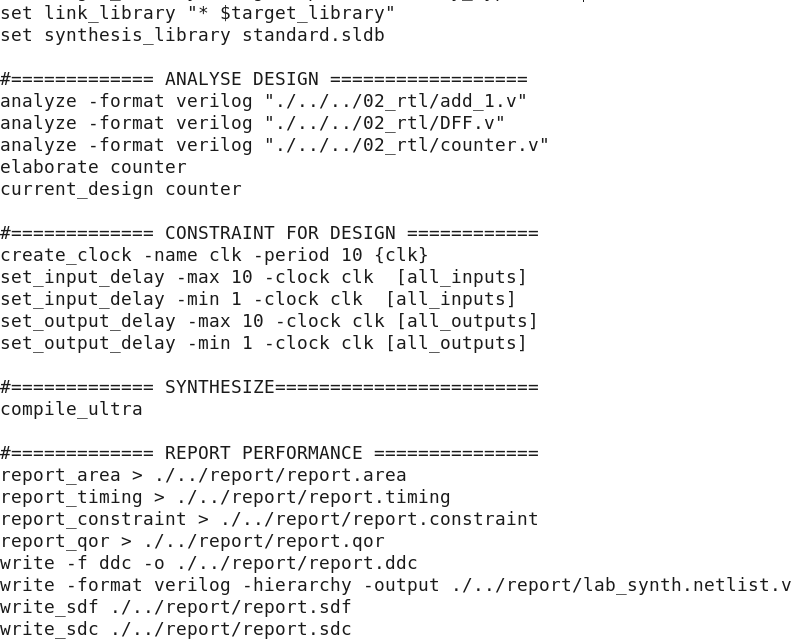 set link_library "* $target_library"
set synthesis_library standard.sldb
#============= ANALYSE DESIGN ==================
analyze -format verilog "./../../02_rtl/add_1.v"
analyze -format verilog "./../../02_rtl/DFF.v"
analyze -format verilog "./../../02_rtl/counter.v"
elaborate counter
current_design counter
#============= CONSTRAINT FOR DESIGN ============
create_clock -name clk -period 10 {clk}
set_input_delay -max 10 -clock clk  [all_inputs]
set_input_delay -min 1 -clock clk  [all_inputs]
set_output_delay -max 10 -clock clk [all_outputs]
set_output_delay -min 1 -clock clk [all_outputs]
#============= SYNTHESIZE========================
compile_ultra
#============= REPORT PERFORMANCE ===============
report_area > ./../report/report.area
report_timing > ./../report/report.timing
report_constraint > ./../report/report.constraint
report_qor > ./../report/report.qor
write -f ddc -o ./../report/report.ddc
write -format verilog -hierarchy -output ./../report/lab_synth.netlist.v
write_sdf ./../report/report.sdf
write_sdc ./../report/report.sdc